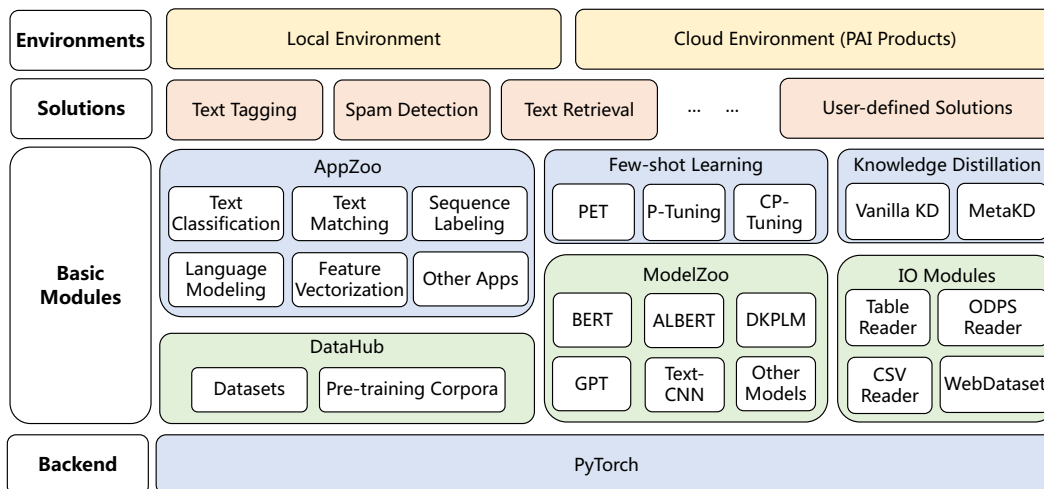 Environments
Local Environment
Cloud Environment (PAI Products)
Solutions
Text Tagging
Spam Detection
Text Retrieval
... ...
User-defined Solutions
Basic
Modules
AppZoo
Text
Classification
Text
Matching
Sequence
Labeling
Language
Modeling
Feature
Vectorization
Other Apps
DataHub
Datasets
Pre-training Corpora
Few-shot Learning
PET
P-Tuning
CP-
Tuning
Knowledge Distillation
Vanilla KD
MetaKD
ModelZoo
BERT
ALBERT
DKPLM
GPT
Text-
CNN
Other
Models
IO Modules
Table
Reader
ODPS
Reader
CSV
Reader
WebDataset
Backend
PyTorch